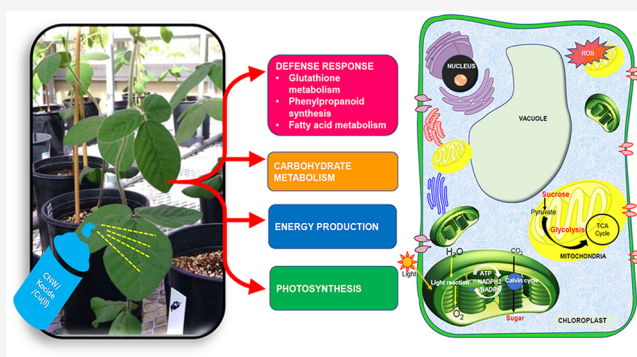 DEFENSE RESPONSE
• Glutathione
metabolism
• Phenylpropanoid
synthesis
• Fatty acid metabolism
CARBOHYDRATE
METABOLISM
ENERGY PRODUCTION
PHOTOSYNTHESIS
CNW/
Kocide
/Cu(II)
NUCLEUS
ROS
VACUOLE
Sucrose
Pyruvate
Glycolysis
TCA
Cycle
MITOCHONDRIA
H2O
CO2
Light
Light reaction
ATP
NADPH2
NADP
Calvin cycle
O2
Sugar
CHLOROPLAST